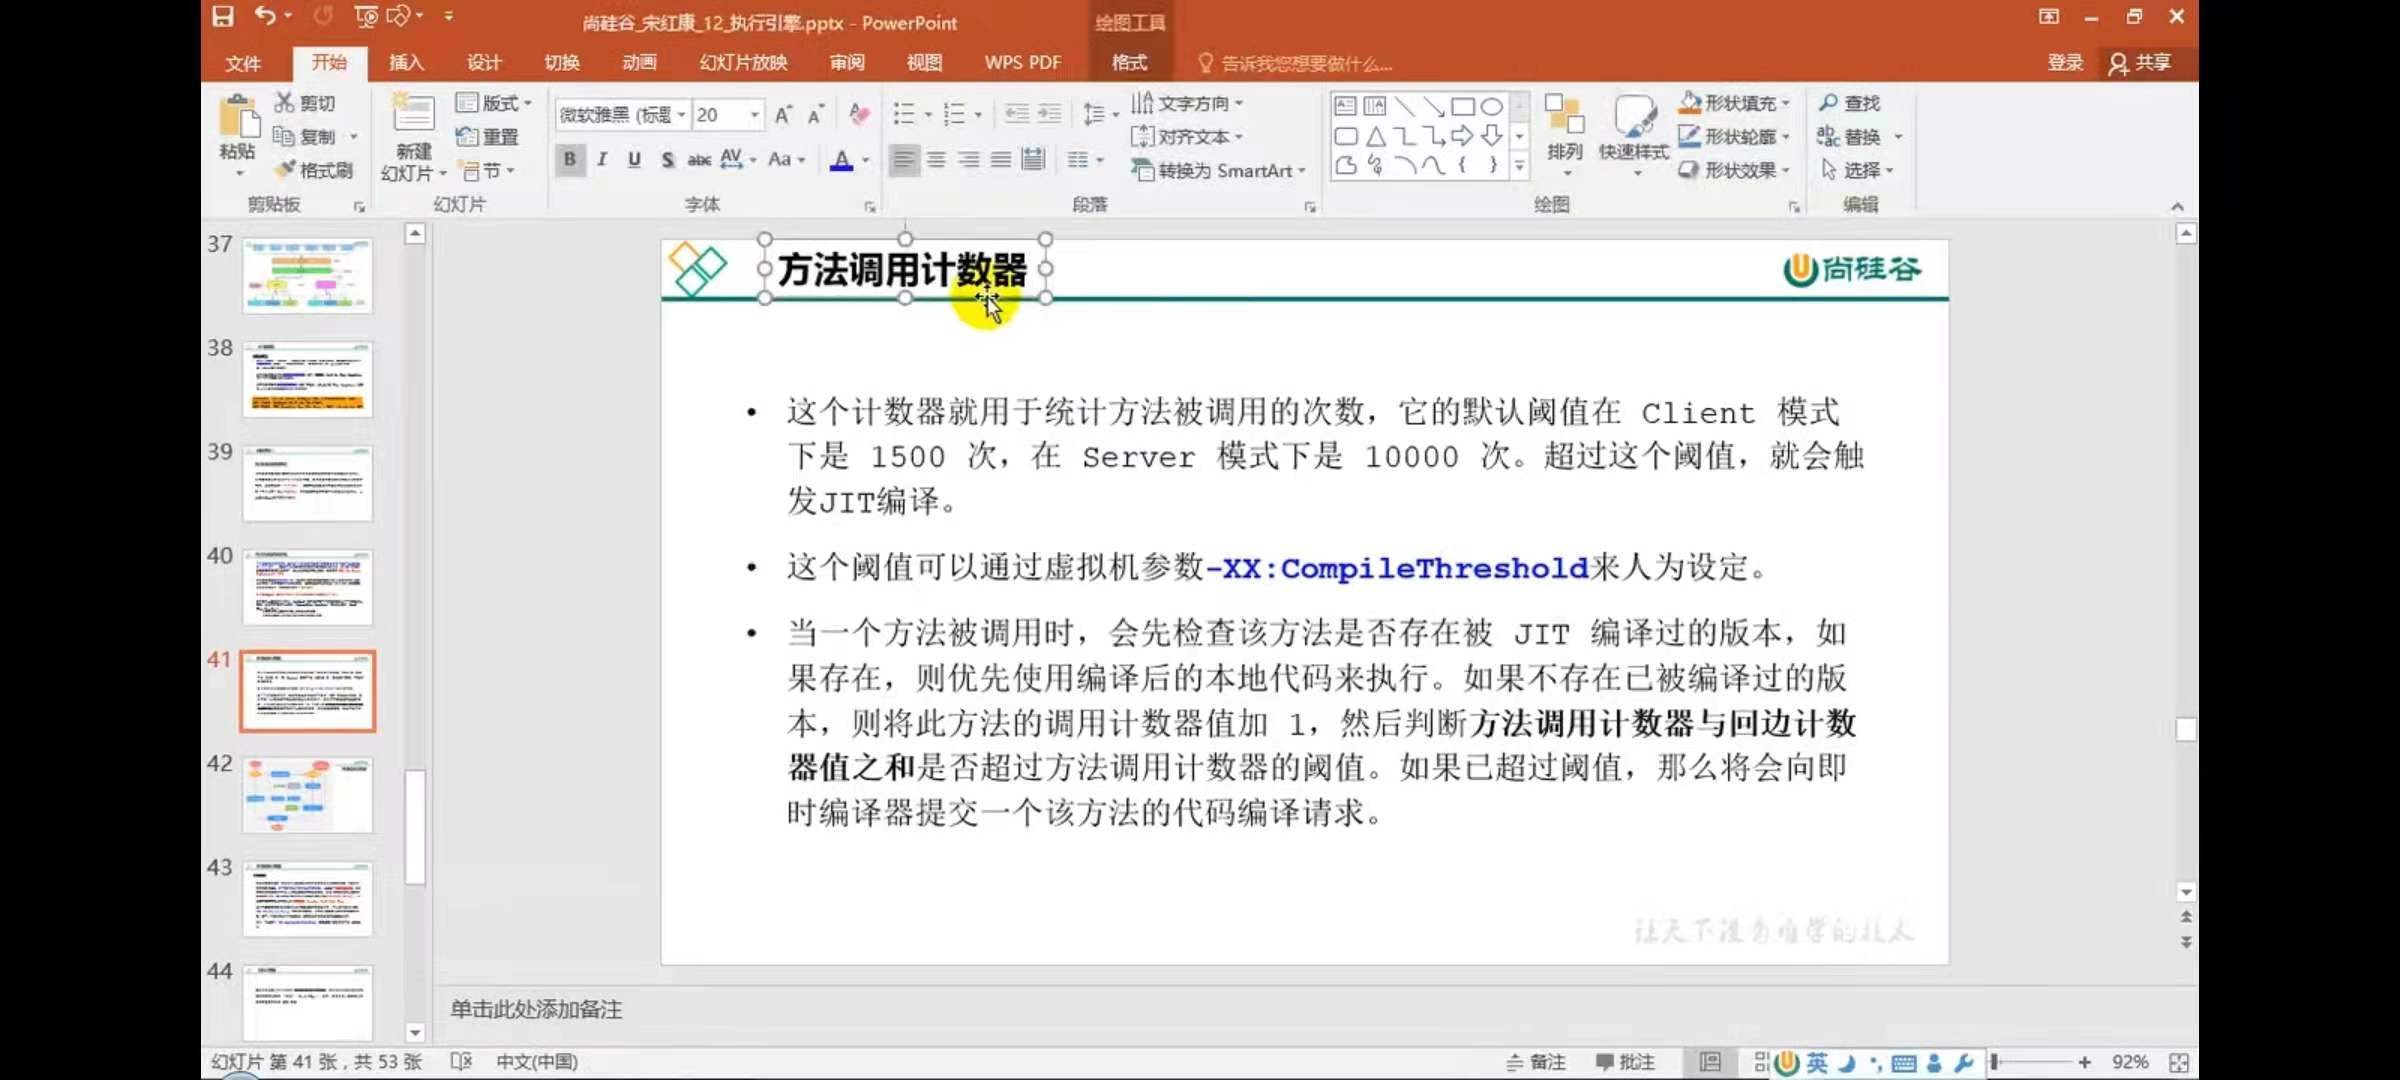 尚硅谷_宋红康_12_执行引擎.pptx - PowerPoint
绘图工具
文件 开始 插入 设计 切换 动画 幻灯片放映 审阅 视图 WPS PDF 格式 告诉我您想要做什么... 登录 共享
粘贴 剪切 复制 格式刷 剪贴板
新建幻灯片 版式 重置 节 幻灯片
微软雅黑 (标题 20
B I U S abc AV Aa A 字体
文字方向 对齐文本 转换为 SmartArt 段落
排列 快速样式 形状填充 形状轮廓 形状效果 绘图
查找 替换 选择 编辑
37
38
39
40
41
42
43
44
方法调用计数器
尚硅谷
• 这个计数器就用于统计方法被调用的次数，它的默认阈值在 Client 模式
下是 1500 次，在 Server 模式下是 10000 次。超过这个阈值，就会触
发JIT编译。
• 这个阈值可以通过虚拟机参数-XX:CompileThreshold来人为设定。
• 当一个方法被调用时，会先检查该方法是否存在被 JIT 编译过的版本，如
果存在，则优先使用编译后的本地代码来执行。如果不存在已被编译过的版
本，则将此方法的调用计数器值加 1，然后判断方法调用计数器与回边计数
器值之和是否超过方法调用计数器的阈值。如果已超过阈值，那么将会向即
时编译器提交一个该方法的代码编译请求。
让天下没有难学的技术
单击此处添加备注
幻灯片 第 41 张，共 53 张 中文(中国) 备注 批注 英 92%